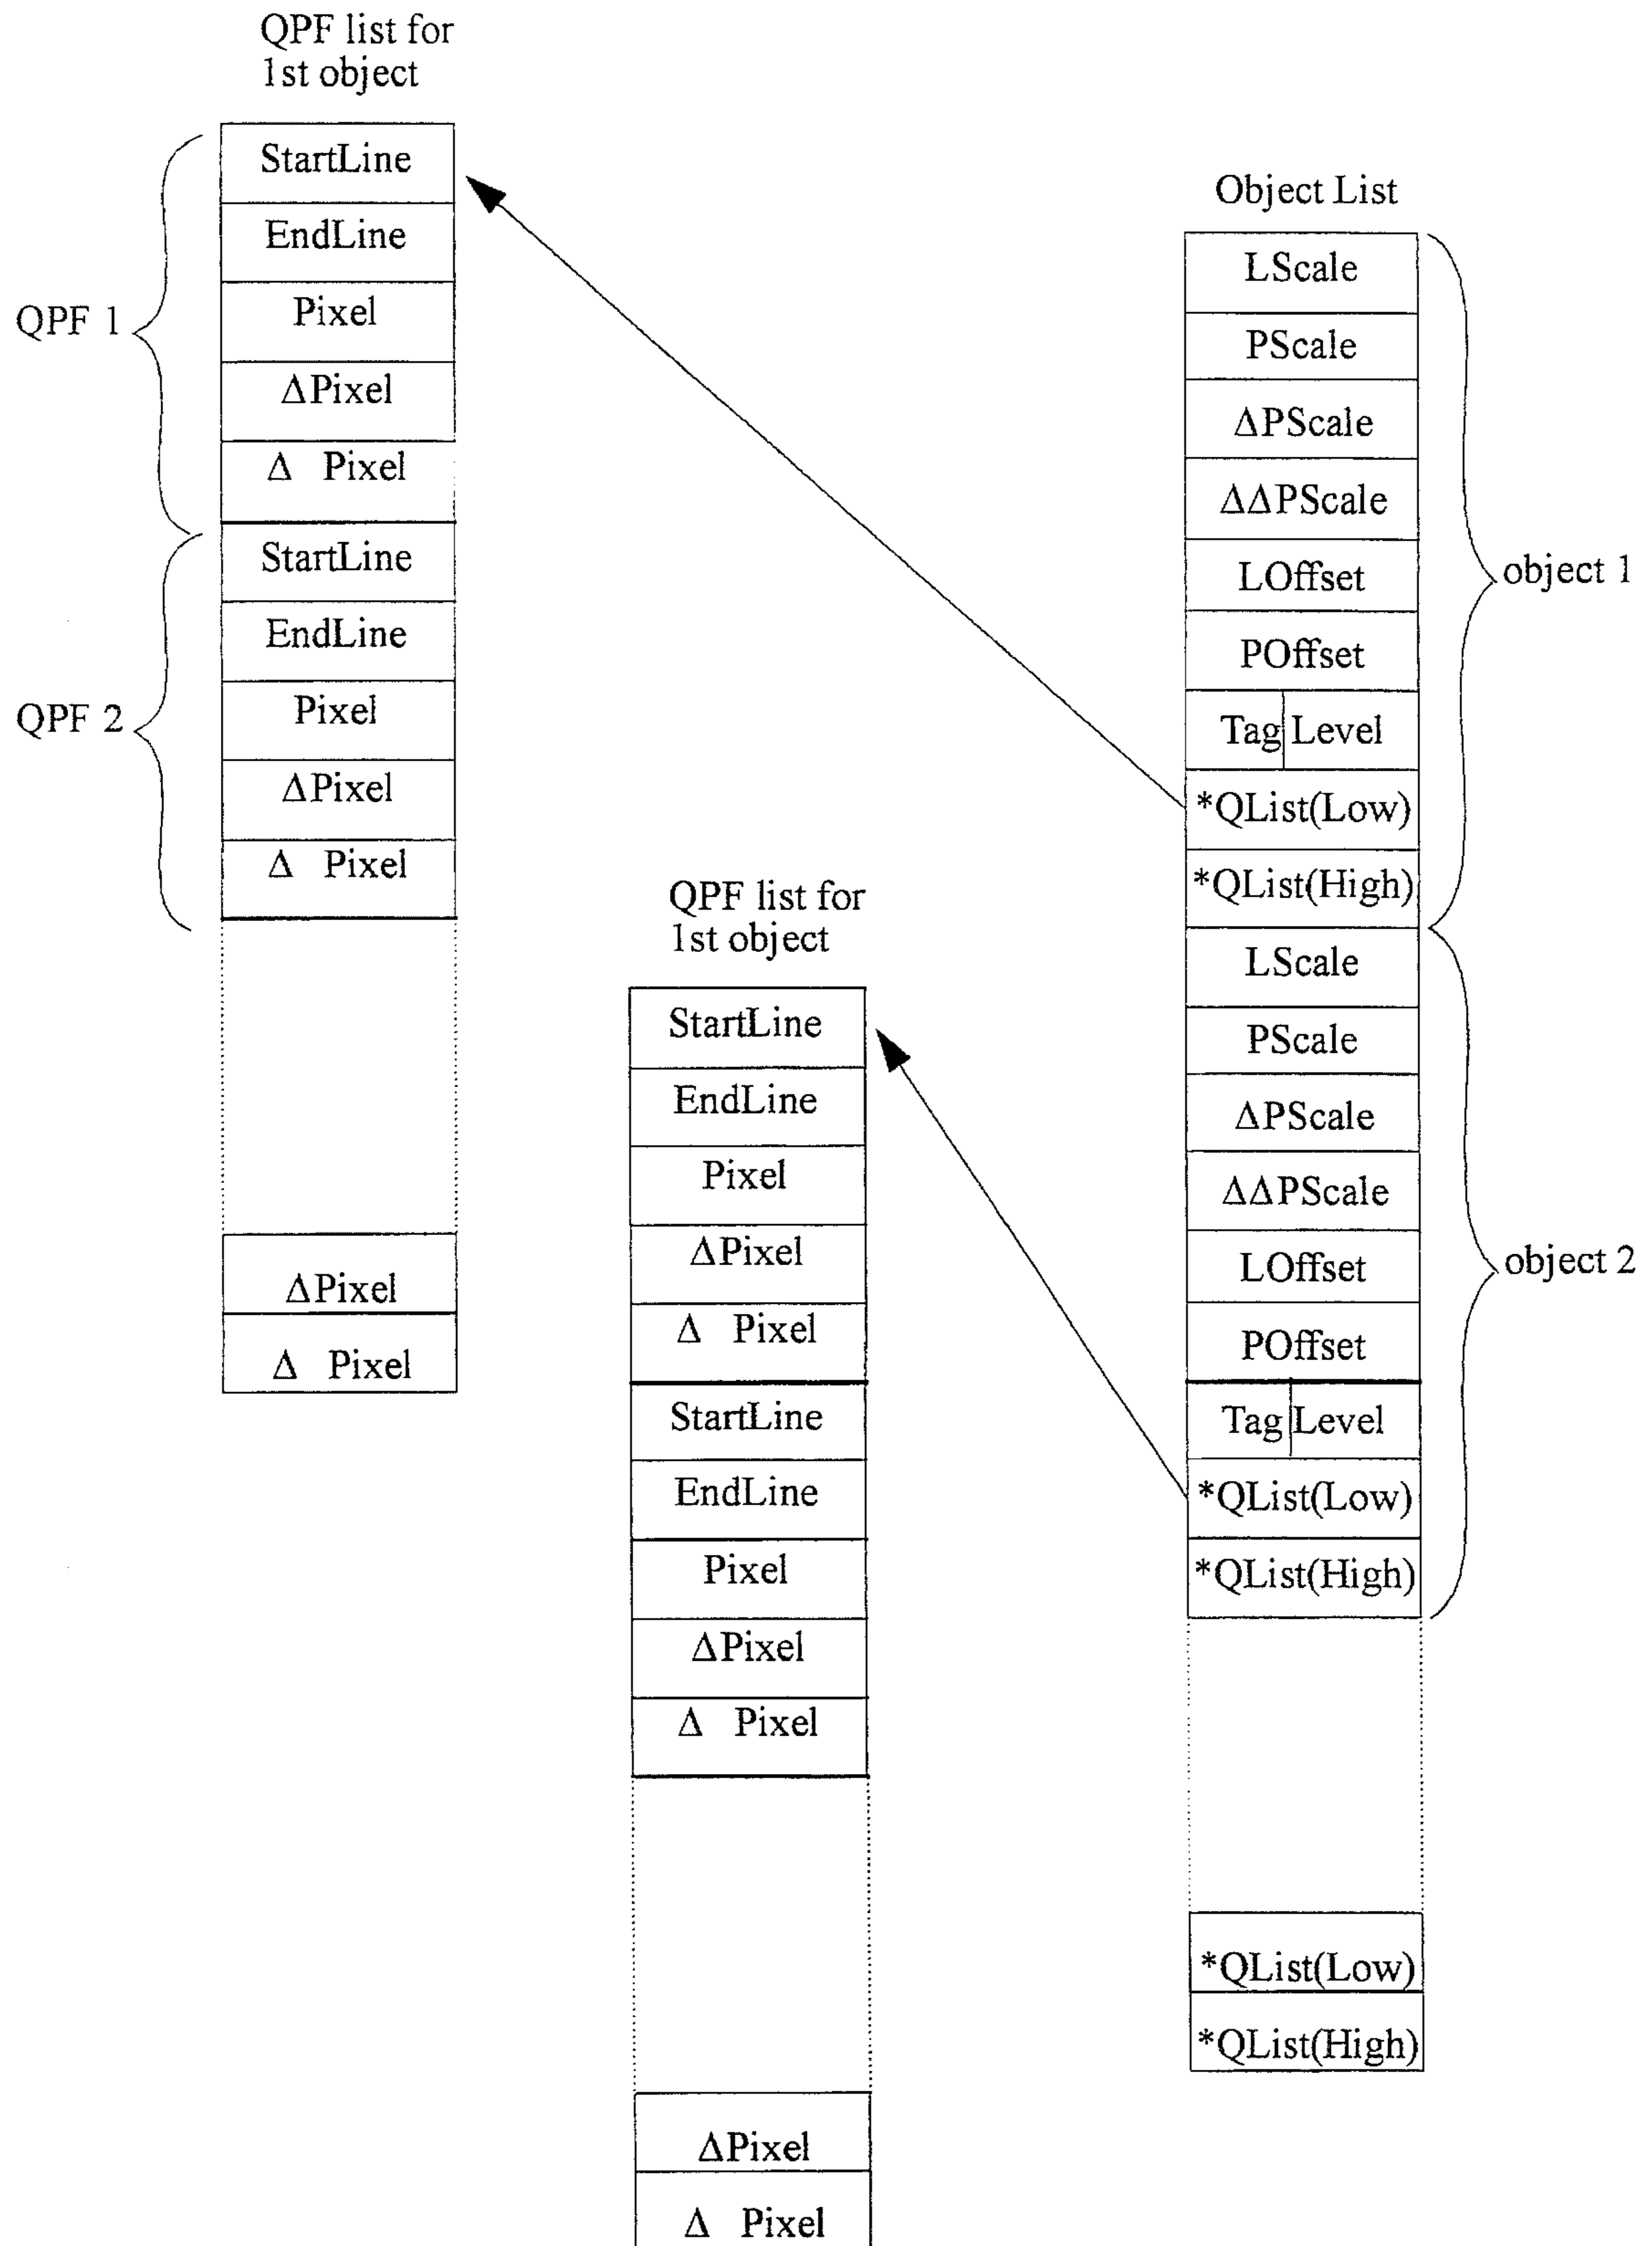 QPF list for
1st object
StartLine
EndLine
Pixel
ΔPixel
Δ Pixel
StartLine
EndLine
Pixel
ΔPixel
Δ Pixel
ΔPixel
Δ Pixel
QPF 1
QPF 2
QPF list for
1st object
StartLine
EndLine
Pixel
ΔPixel
Δ Pixel
StartLine
EndLine
Pixel
ΔPixel
Δ Pixel
ΔPixel
Δ Pixel
Object List
LScale
PScale
ΔPScale
ΔΔPScale
LOffset
POffset
Tag Level
*QList(Low)
*QList(High)
LScale
PScale
ΔPScale
ΔΔPScale
LOffset
POffset
Tag Level
*QList(Low)
*QList(High)
*QList(Low)
*QList(High)
object 1
object 2